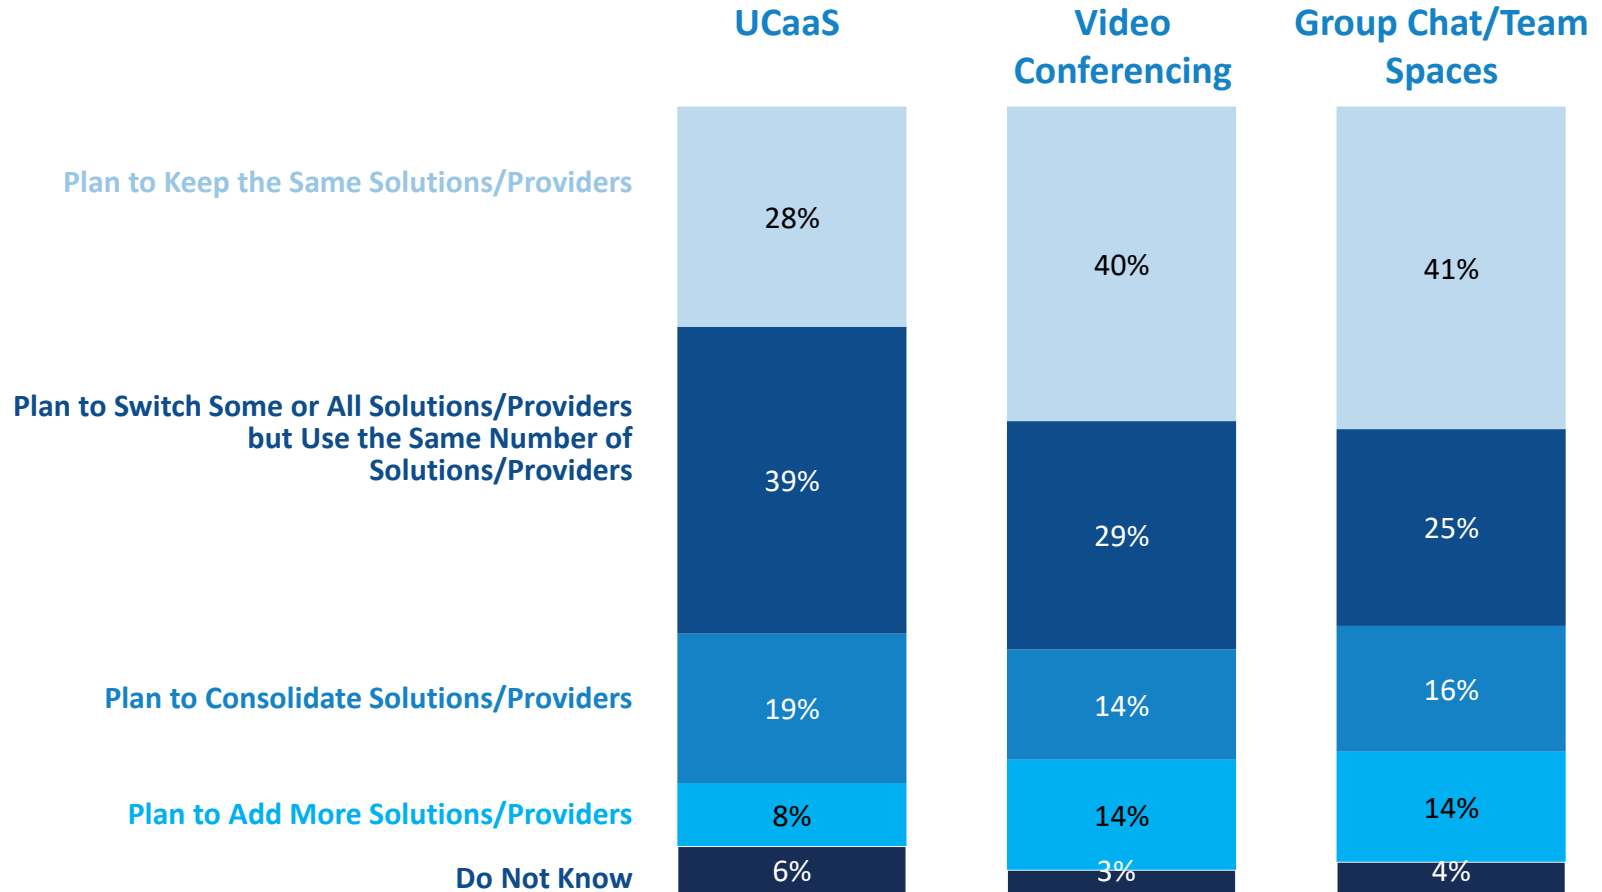 UCaaS
Video
Conferencing
Group Chat/Team
Spaces
Plan to Keep the Same Solutions/Providers
28%
40%
41%
Plan to Switch Some or All Solutions/Providers
but Use the Same Number of
Solutions/Providers
39%
29%
25%
Plan to Consolidate Solutions/Providers
19%
14%
16%
Plan to Add More Solutions/Providers
8%
14%
14%
Do Not Know
6%
3%
4%